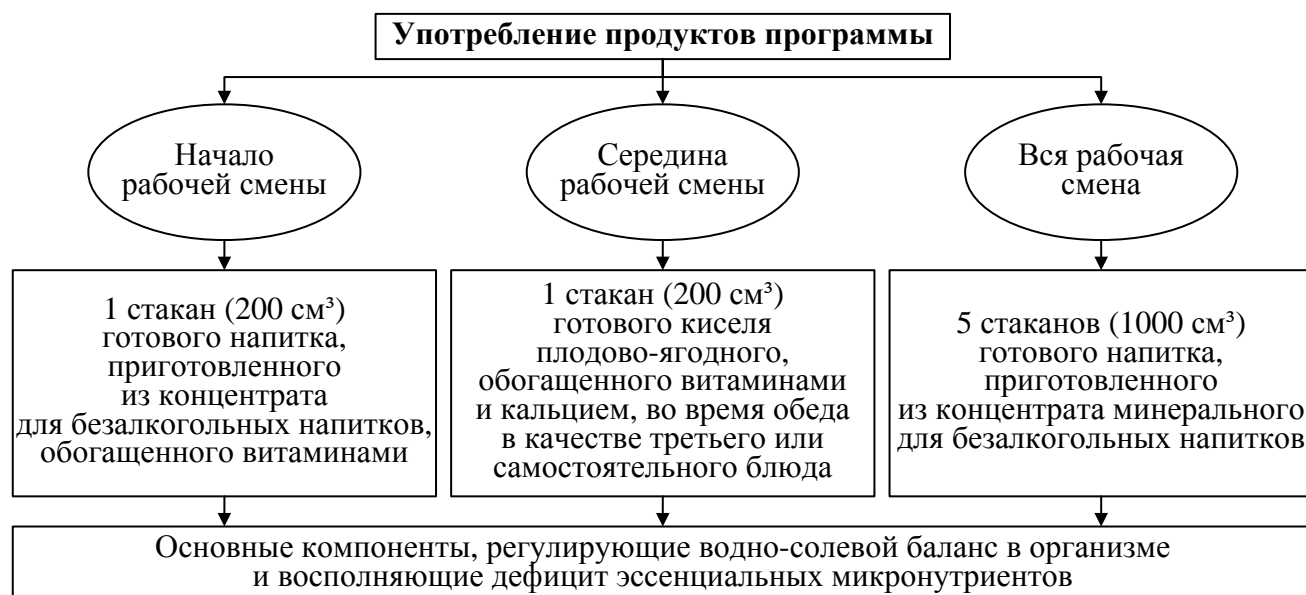 Употребление продуктов программы
Начало
рабочей смены
Середина
рабочей смены
Вся рабочая
смена
1 стакан (200 см³)
готового напитка,
приготовленного
из концентрата
для безалкогольных напитков,
обогащенного витаминами
1 стакан (200 см³)
готового киселя
плодово-ягодного,
обогащенного витаминами
и кальцием, во время обеда
в качестве третьего или
самостоятельного блюда
5 стаканов (1000 см³)
готового напитка,
приготовленного
из концентрата минерального
для безалкогольных напитков
Основные компоненты, регулирующие водно-солевой баланс в организме
и восполняющие дефицит эссенциальных микронутриентов